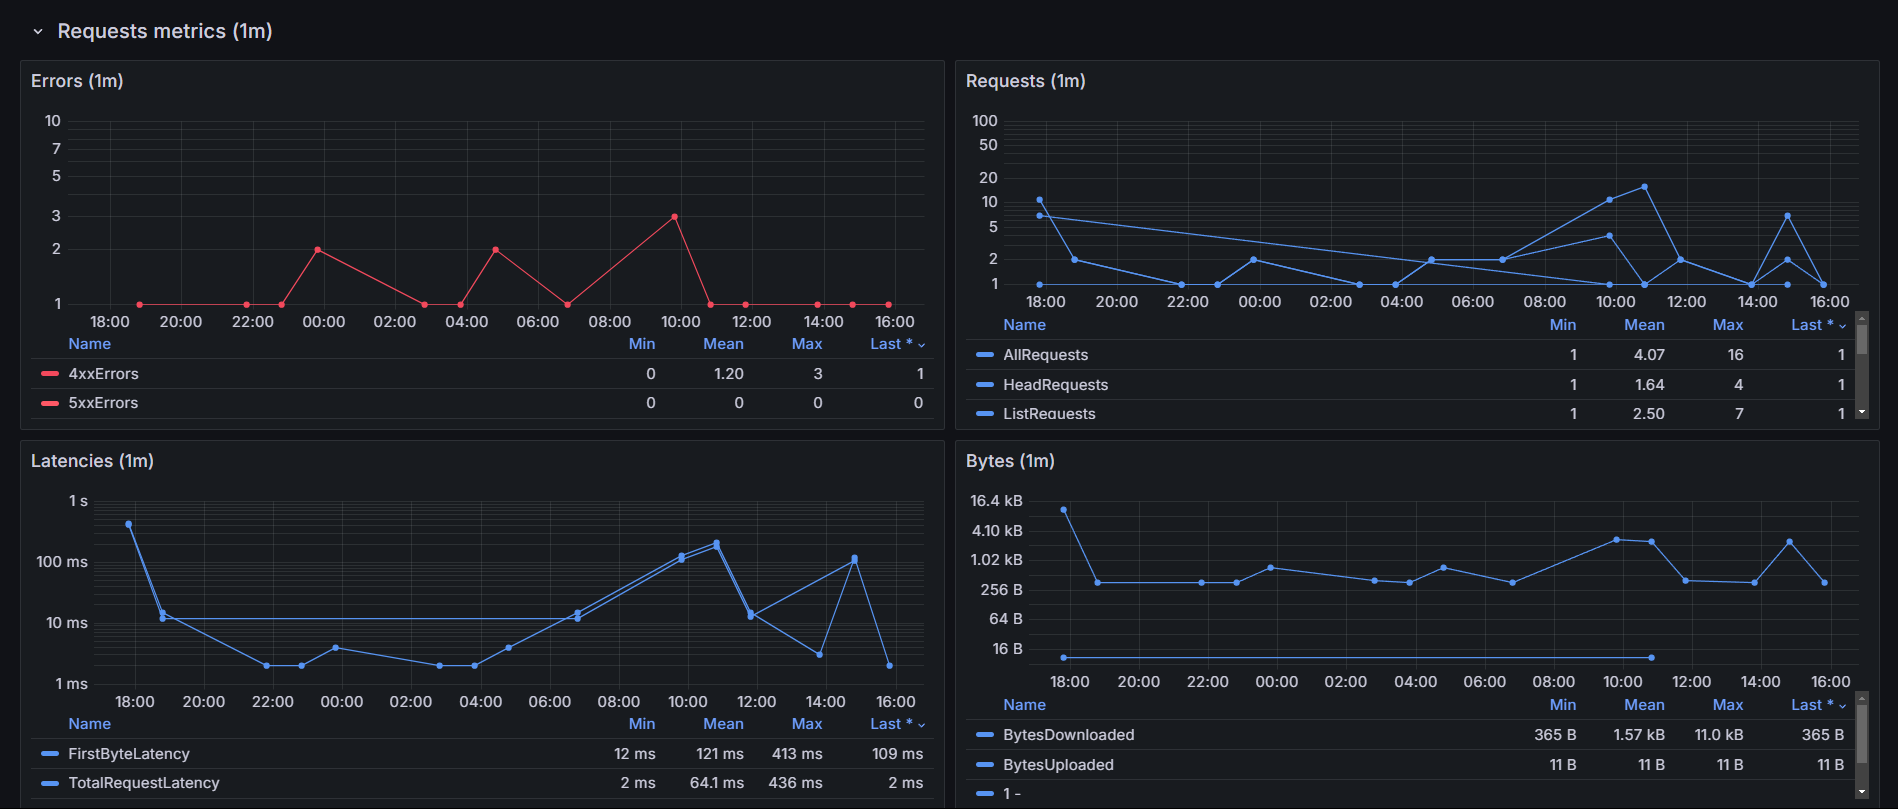 Requests metrics (1m)
Errors (1m)
10
7
5
3
2
1
18:00 20:00 22:00 00:00 02:00 04:00 06:00 08:00 10:00 12:00 14:00 16:00
Name Min Mean Max Last *
4xxErrors 0 1.20 3 1
5xxErrors 0 0 0 0
Requests (1m)
100
50
20
10
5
2
1
18:00 20:00 22:00 00:00 02:00 04:00 06:00 08:00 10:00 12:00 14:00 16:00
Name Min Mean Max Last *
AllRequests 1 4.07 16 1
HeadRequests 1 1.64 4 1
ListRequests 1 2.50 7 1
Latencies (1m)
1 s
100 ms
10 ms
1 ms
18:00 20:00 22:00 00:00 02:00 04:00 06:00 08:00 10:00 12:00 14:00 16:00
Name Min Mean Max Last *
FirstByteLatency 12 ms 121 ms 413 ms 109 ms
TotalRequestLatency 2 ms 64.1 ms 436 ms 2 ms
Bytes (1m)
16.4 kB
4.10 kB
1.02 kB
256 B
64 B
16 B
18:00 20:00 22:00 00:00 02:00 04:00 06:00 08:00 10:00 12:00 14:00 16:00
Name Min Mean Max Last *
BytesDownloaded 365 B 1.57 kB 11.0 kB 365 B
BytesUploaded 11 B 11 B 11 B 11 B
1 -